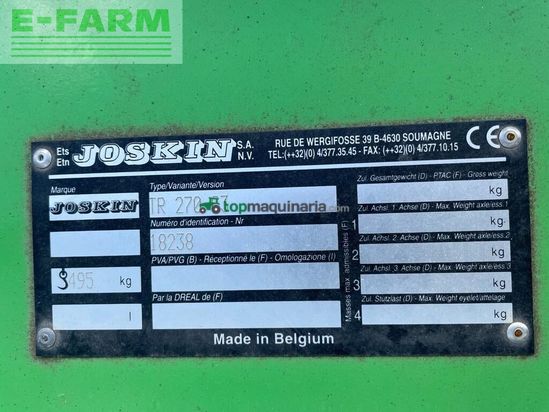 E-FARM
Ets
Etn
JOSKIN S.A.
N.V.
RUE DE WERGIFOSSE 39 B-4630 SOUMAGNE
TEL:(++32)(0) 4/377.35.45 - FAX: (++32)(0) 4/377.10.15
CE
Marque
JOSKIN
Type/Variante/Version
TR 270
topmaquinaria.com
Numéro d'identification - Nr
18238
PVA/PVG (B) - Réceptionné le (F) - Omologazione (I)
495 kg
Par la DREAL de (F)
l
Masses max. admissibles (F)
Zul. Gesamtgewicht (D) - PTAC (F) - Gross weight
kg
Zul. Achsl. 1. Achse (D) - Max. Weight axle/ess 1
1 kg
Zul. Achsl. 2. Achse (D) - Max. Weight axle/ess 2
2 kg
Zul. Achsl. 3. Achse (D) - Max. Weight axle/ess 3
3 kg
Zul. Stutzlast (D) - Max. Weight eye/attelage
4 kg
Made in Belgium